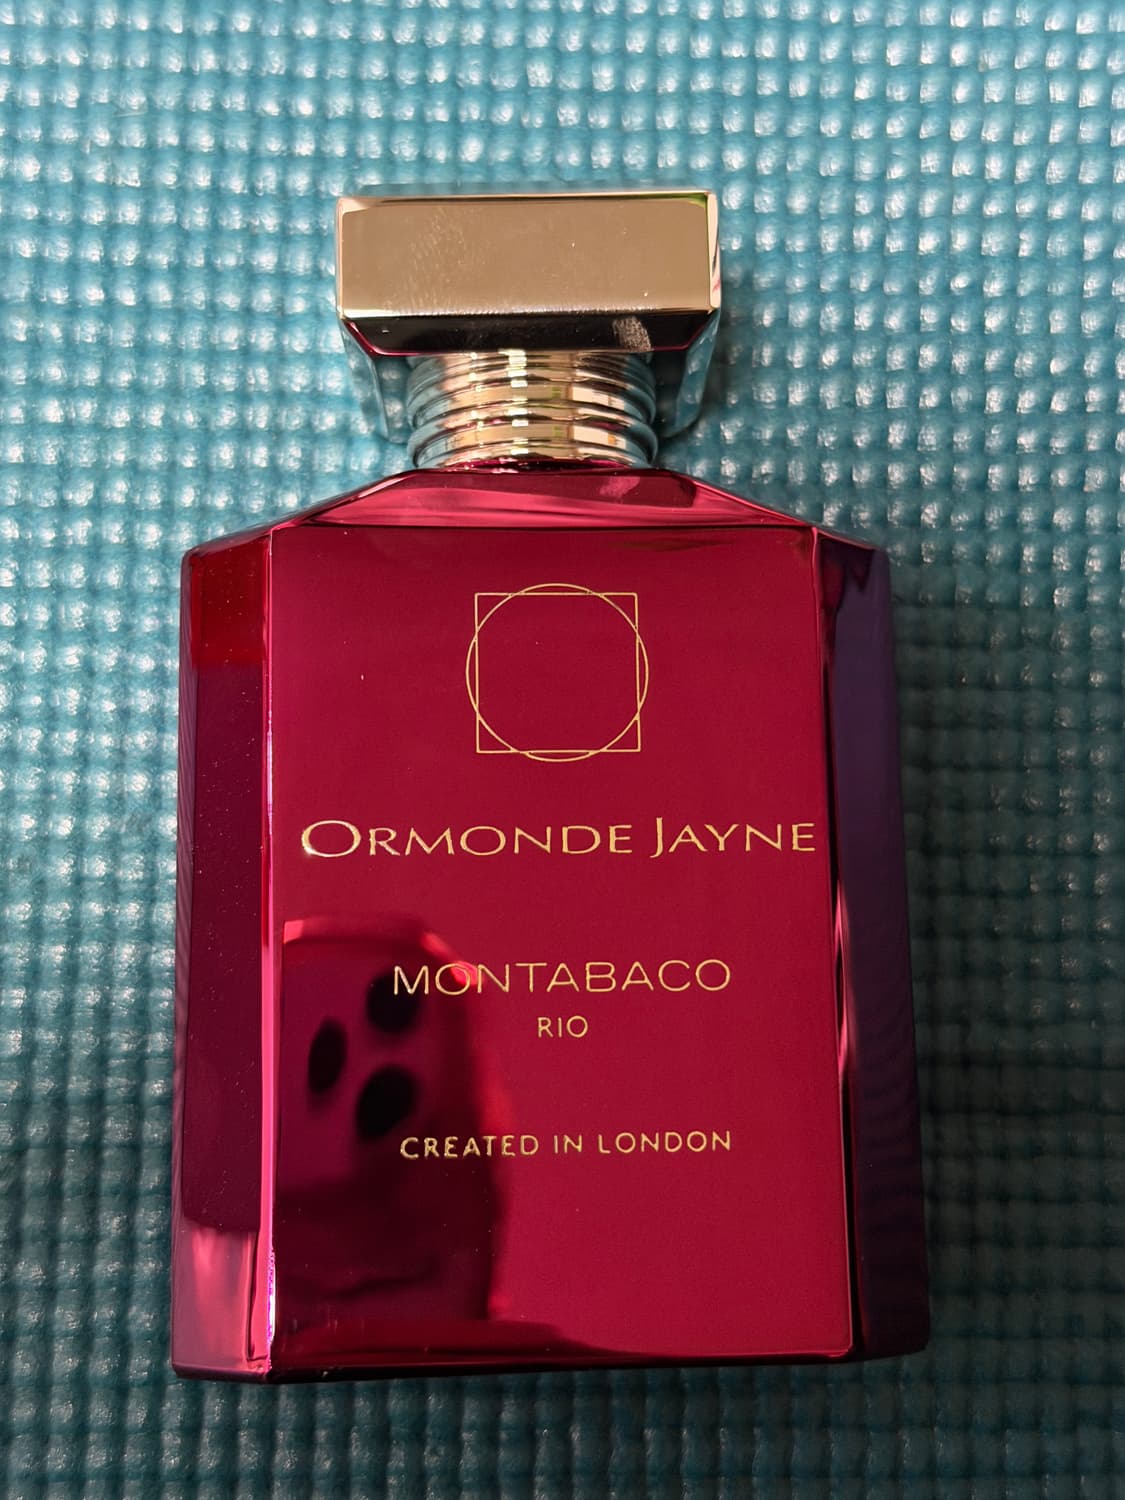 ORMONDE JAYNE
MONTABACO
RIO
CREATED IN LONDON